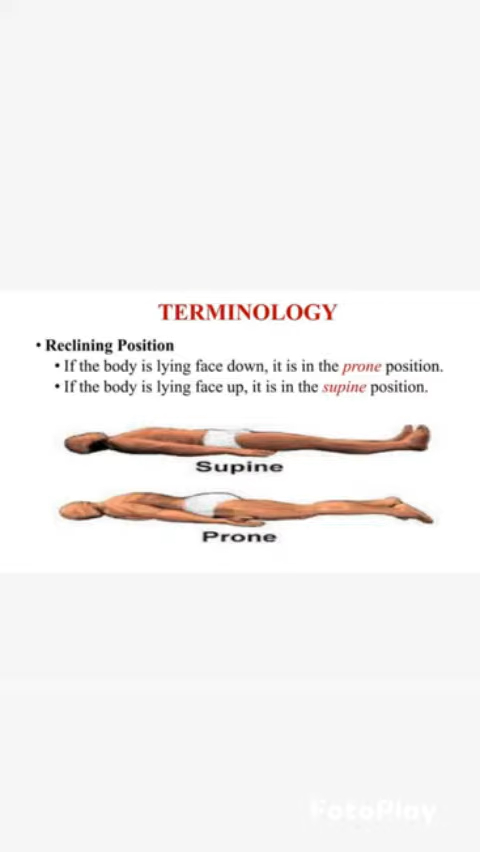 TERMINOLOGY
• Reclining Position
• If the body is lying face down, it is in the prone position.
• If the body is lying face up, it is in the supine position.
Supine
Prone
FotoPlay